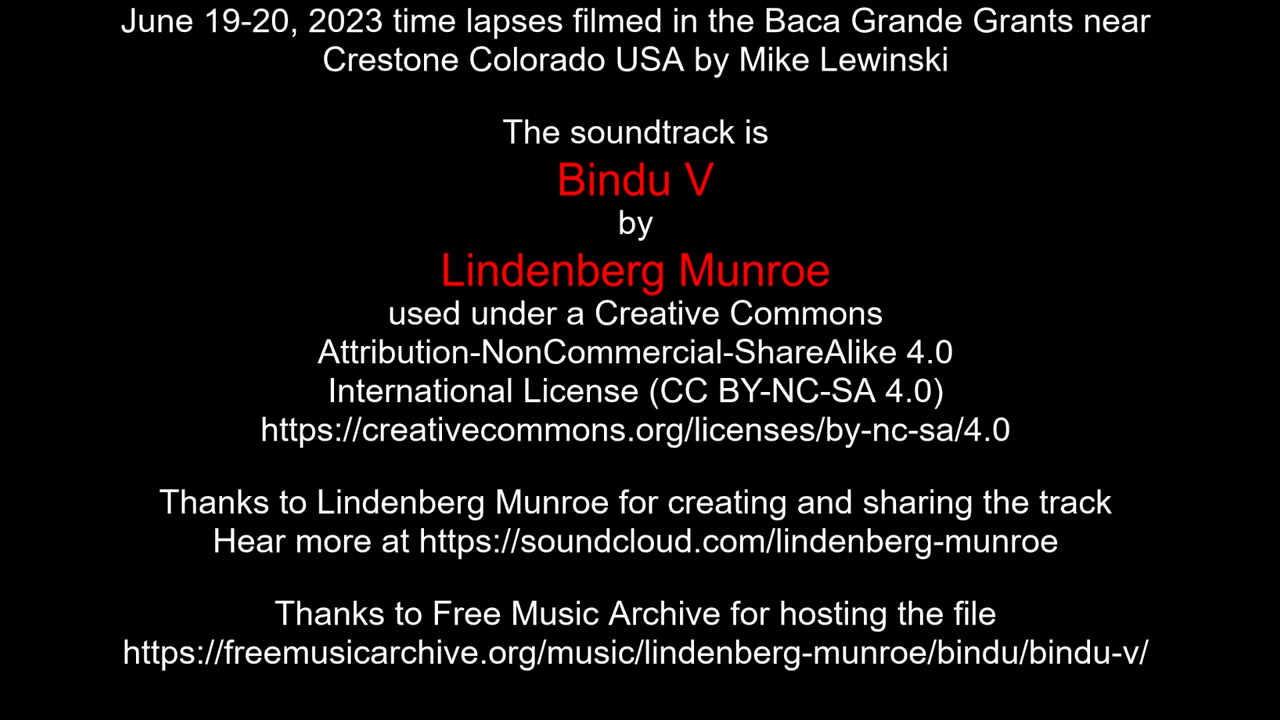 June 19-20, 2023 time lapses filmed in the Baca Grande Grants near
Crestone Colorado USA by Mike Lewinski
The soundtrack is
Bindu V
by
Lindenberg Munroe
used under a Creative Commons
Attribution-NonCommercial-ShareAlike 4.0
International License (CC BY-NC-SA 4.0)
https://creativecommons.org/licenses/by-nc-sa/4.0
Thanks to Lindenberg Munroe for creating and sharing the track
Hear more at https://soundcloud.com/lindenberg-munroe
Thanks to Free Music Archive for hosting the file
https://freemusicarchive.org/music/lindenberg-munroe/bindu/bindu-v/